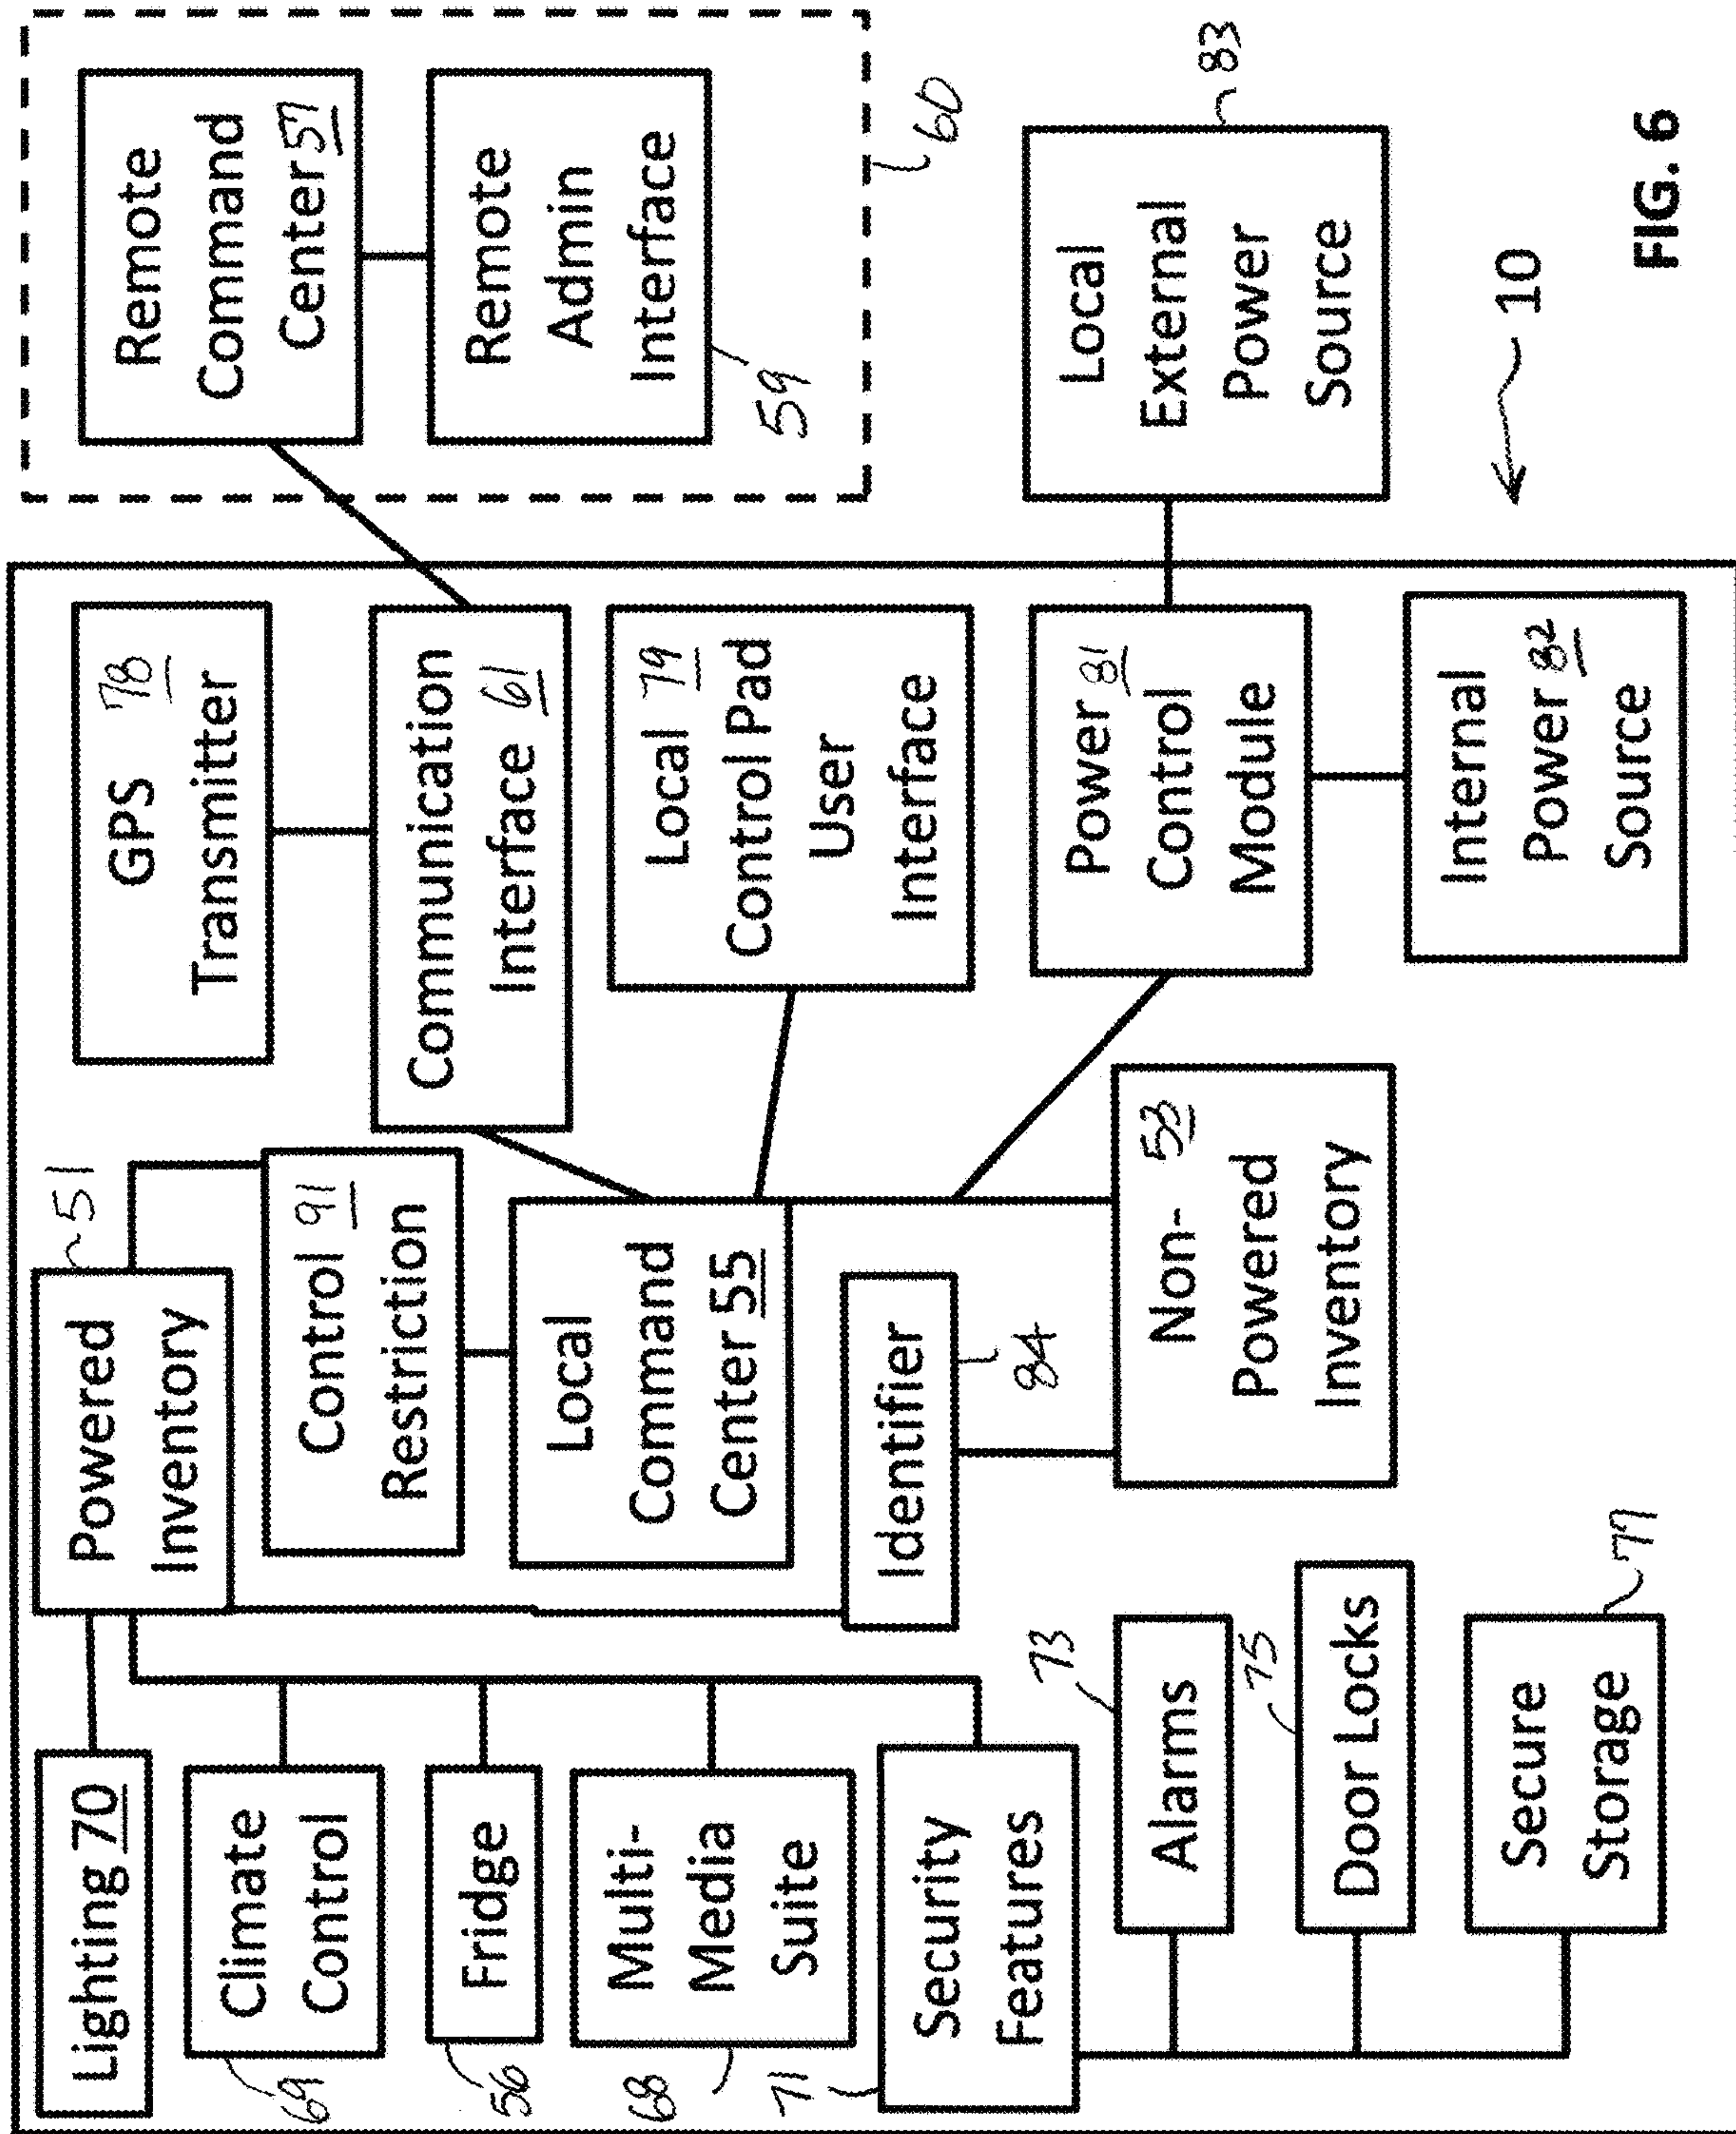 Lighting 70
Climate
Control
69
Fridge
56
Multi-
Media
Suite
68
Security
Features
71
Alarms
73
Door Locks
75
Secure
Storage
77
Powered
Inventory
51
Control 91
Restriction
Local
Command
Center 55
Identifier
84
Non- 53
Powered
Inventory
GPS 78
Transmitter
Communication
Interface 61
Local 79
Control Pad
User
Interface
Power 81
Control
Module
Internal
Power 82
Source
Remote
Command
Center 57
Remote
Admin
Interface
59
60
Local
External
Power
Source
83
10
FIG. 6